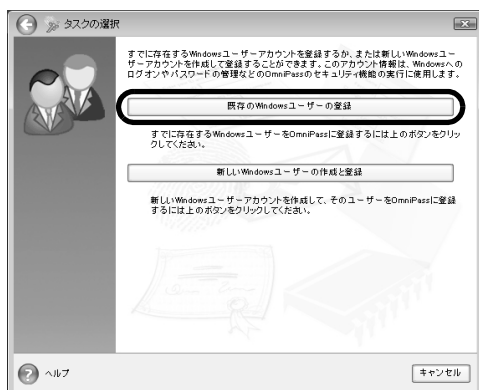 タスクの選択
すでに存在するWindowsユーザーアカウントを登録するか、または新しいWindowsユー
ザーアカウントを作成して登録することができます。このアカウント情報は、Windowsへの
ログオンやパスワードの管理などのOmniPassのセキュリティ機能の実行に使用します。
既存のWindowsユーザーの登録
すでに存在するWindowsユーザーをOmniPassに登録するには上のボタンをクリッ
クしてください。
新しいWindowsユーザーの作成と登録
新しいWindowsユーザーアカウントを作成して、そのユーザーをOmniPassに登録
するには上のボタンをクリックしてください。
ヘルプ
キャンセル